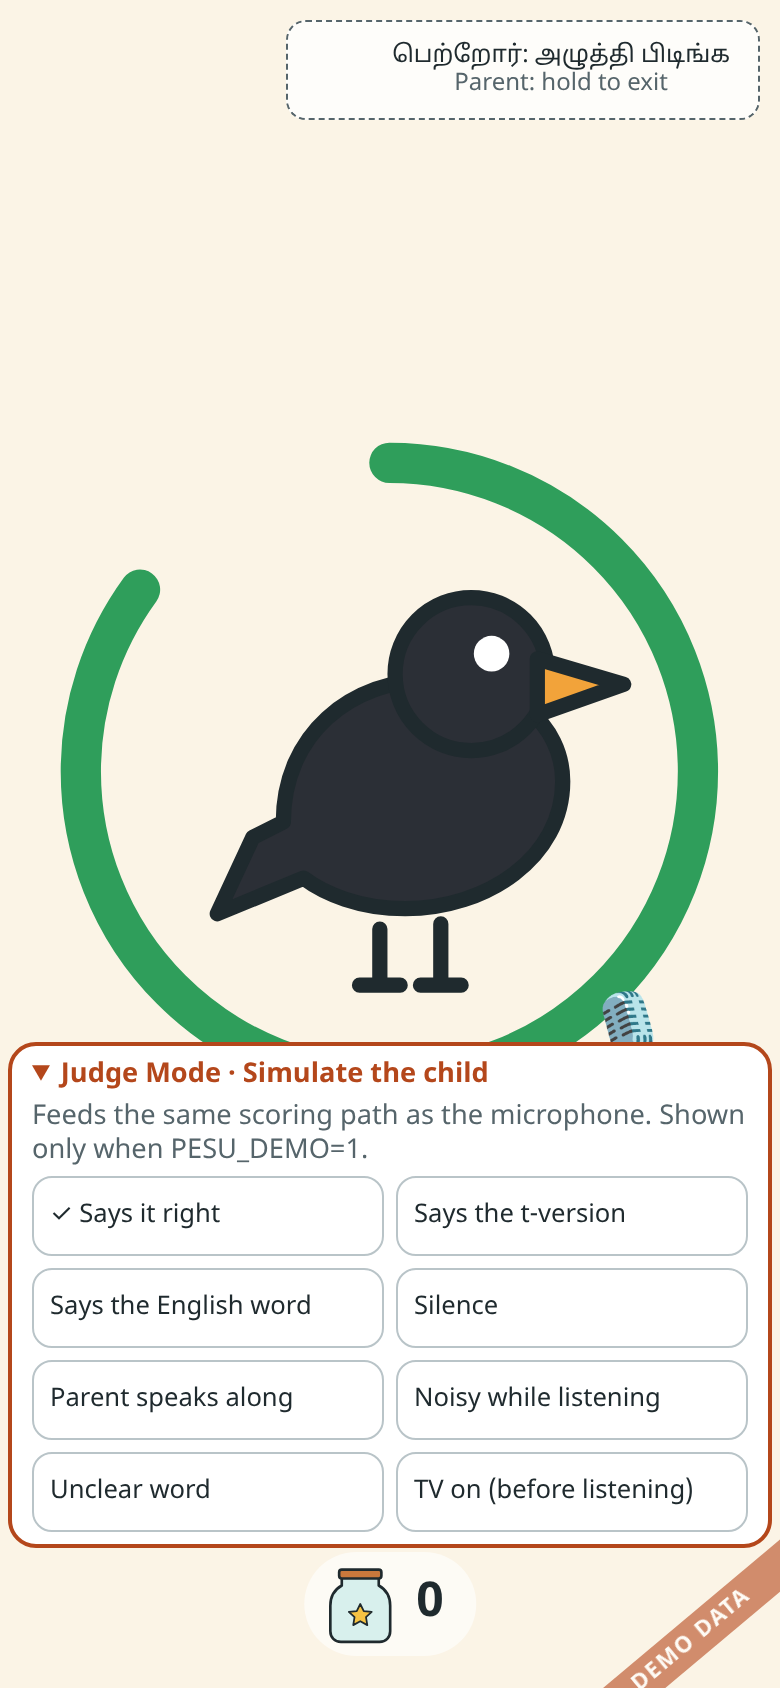 பெற்றோர்: அழுத்தி பிடிங்க
Parent: hold to exit
▼ Judge Mode · Simulate the child
Feeds the same scoring path as the microphone. Shown
only when PESU_DEMO=1.
✓ Says it right
Says the t-version
Says the English word
Silence
Parent speaks along
Noisy while listening
Unclear word
TV on (before listening)
0
DEMO DATA